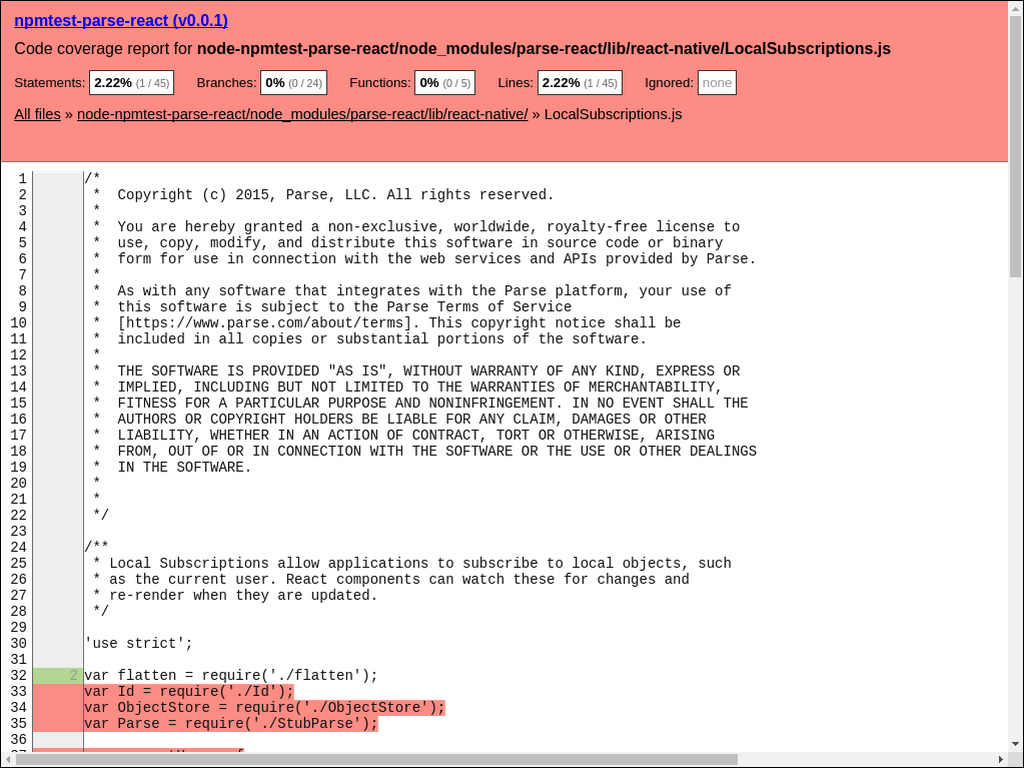 npmtest-parse-react (v0.0.1)
Code coverage report for node-npmtest-parse-react/node_modules/parse-react/lib/react-native/LocalSubscriptions.js
Statements: 2.22% (1 / 45) Branches: 0% (0 / 24) Functions: 0% (0 / 5) Lines: 2.22% (1 / 45) Ignored: none
All files » node-npmtest-parse-react/node_modules/parse-react/lib/react-native/ » LocalSubscriptions.js
1 /*
2  *  Copyright (c) 2015, Parse, LLC. All rights reserved.
3  *
4  *  You are hereby granted a non-exclusive, worldwide, royalty-free license to
5  *  use, copy, modify, and distribute this software in source code or binary
6  *  form for use in connection with the web services and APIs provided by Parse.
7  *
8  *  As with any software that integrates with the Parse platform, your use of
9  *  this software is subject to the Parse Terms of Service
10  *  [https://www.parse.com/about/terms]. This copyright notice shall be
11  *  included in all copies or substantial portions of the software.
12  *
13  *  THE SOFTWARE IS PROVIDED "AS IS", WITHOUT WARRANTY OF ANY KIND, EXPRESS OR
14  *  IMPLIED, INCLUDING BUT NOT LIMITED TO THE WARRANTIES OF MERCHANTABILITY,
15  *  FITNESS FOR A PARTICULAR PURPOSE AND NONINFRINGEMENT. IN NO EVENT SHALL THE
16  *  AUTHORS OR COPYRIGHT HOLDERS BE LIABLE FOR ANY CLAIM, DAMAGES OR OTHER
17  *  LIABILITY, WHETHER IN AN ACTION OF CONTRACT, TORT OR OTHERWISE, ARISING
18  *  FROM, OUT OF OR IN CONNECTION WITH THE SOFTWARE OR THE USE OR OTHER DEALINGS
19  *  IN THE SOFTWARE.
20  *
21  *
22  */
23
24 /**
25  * Local Subscriptions allow applications to subscribe to local objects, such
26  * as the current user. React components can watch these for changes and
27  * re-render when they are updated.
28  */
29
30 'use strict';
31
32 2 var flatten = require('./flatten');
33 var Id = require('./Id');
34 var ObjectStore = require('./ObjectStore');
35 var Parse = require('./StubParse');
36